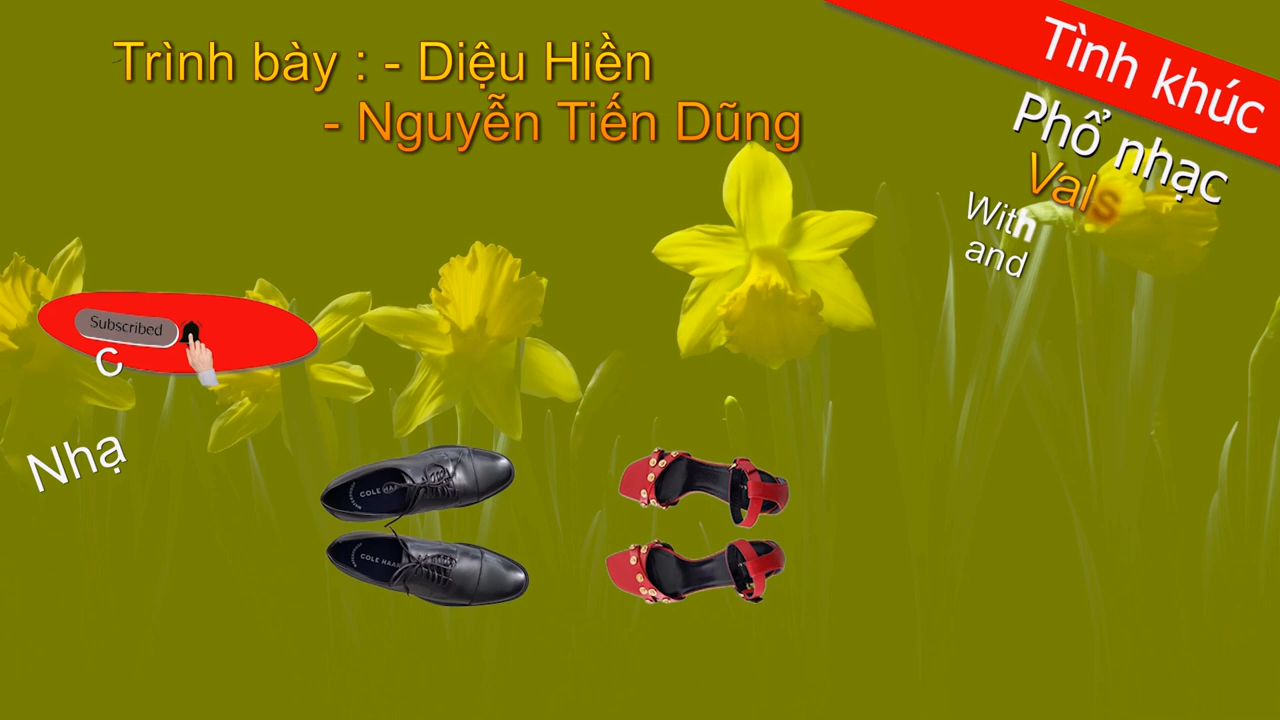 Trình bày : - Diệu Hiền
- Nguyễn Tiến Dũng
Tình khúc
Phổ nhạc
Vals
With
and
Subscribed
c
Nhạ
COLE HAAN
COLE HAAN